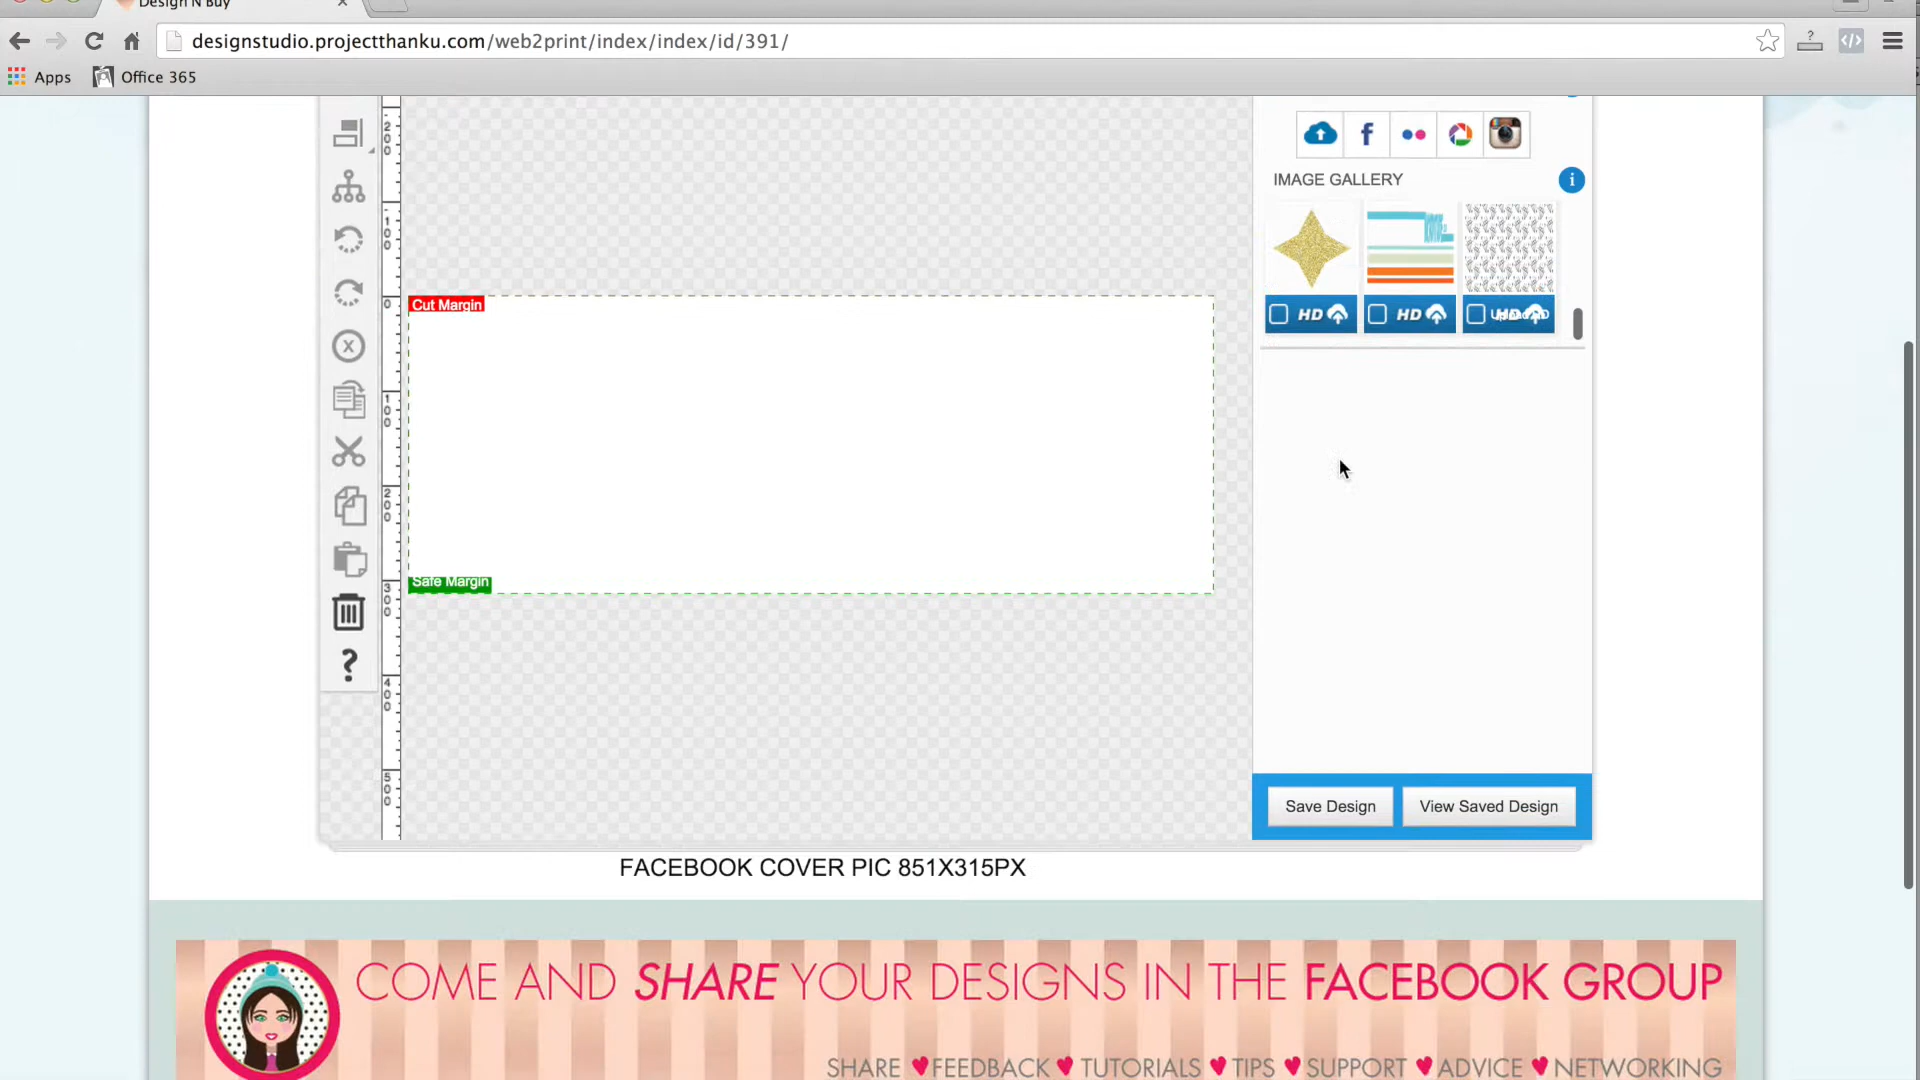 Design N Buy
designstudio.projectthanku.com/web2print/index/index/id/391/
Apps
Office 365
f
IMAGE GALLERY
i
HD
HD
HD
Cut Margin
Safe Margin
?
Save Design
View Saved Design
FACEBOOK COVER PIC 851X315PX
COME AND SHARE YOUR DESIGNS IN THE FACEBOOK GROUP
SHARE FEEDBACK TUTORIALS TIPS SUPPORT ADVICE NETWORKING